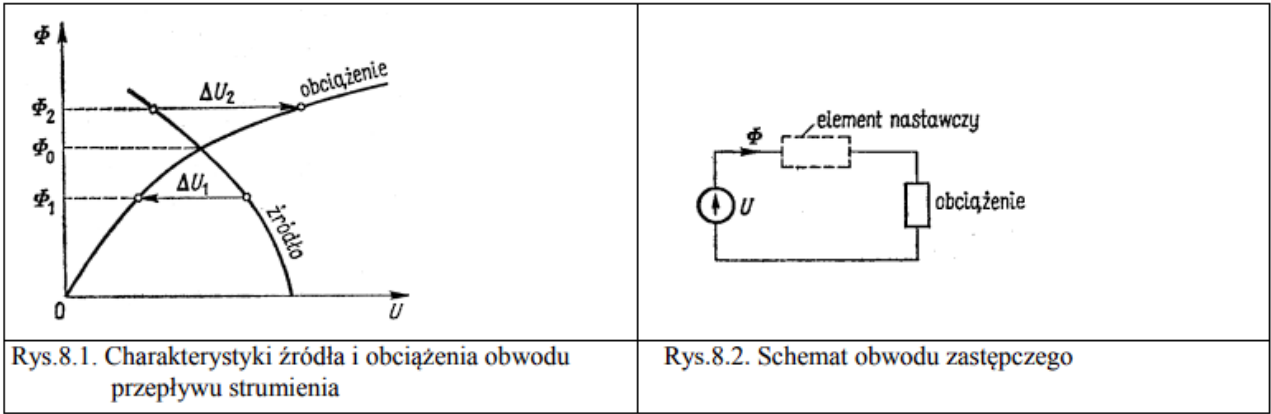 Φ
Φ₂
Φ₀
Φ₁
0
U
ΔU₂
ΔU₁
obciążenie
źródło
Φ
element nastawczy
U
obciążenie
Rys.8.1. Charakterystyki źródła i obciążenia obwodu
przepływu strumienia
Rys.8.2. Schemat obwodu zastępczego